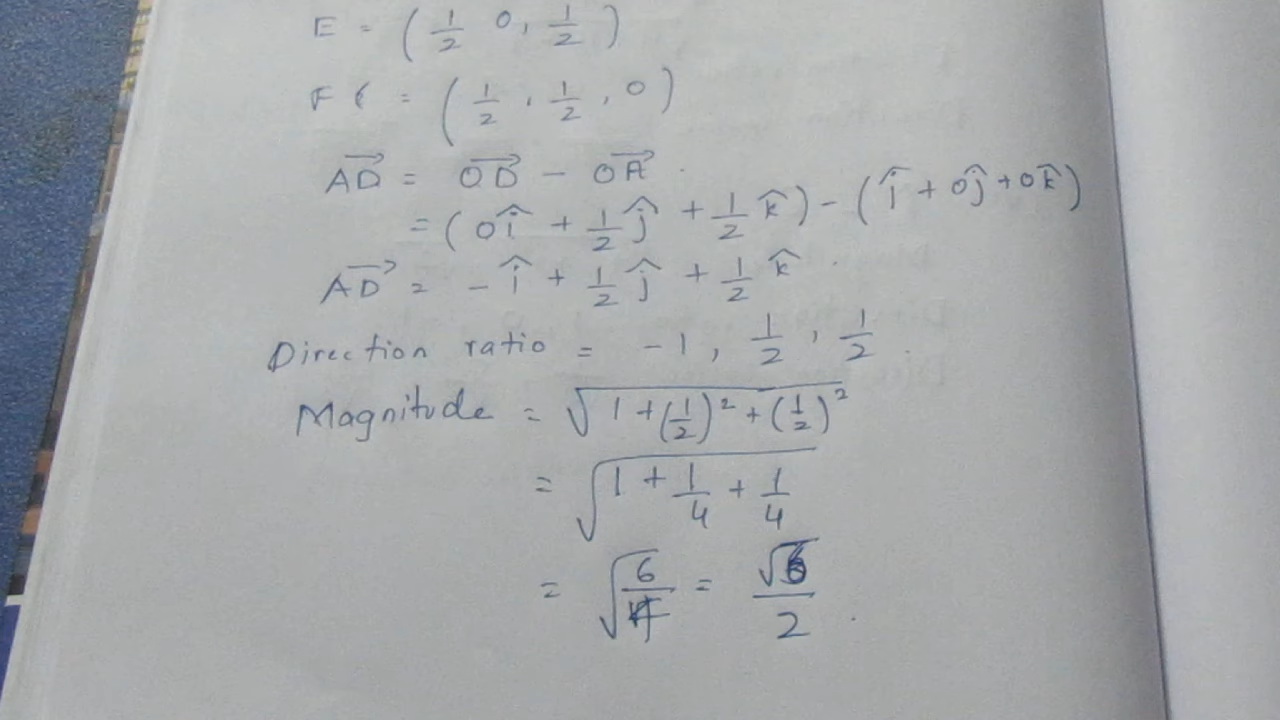 E = (1/2 0, 1/2)
F ( = (1/2, 1/2, 0)
AD⃗ = OD⃗ − OA⃗.
= (0î + 1/2 ĵ + 1/2 k̂) − (î + 0ĵ + 0k̂)
AD⃗ = − î + 1/2 ĵ + 1/2 k̂.
Direction ratio = −1, 1/2, 1/2.
Magnitude = √(1 + (1/2)² + (1/2)²)
= √(1 + 1/4 + 1/4)
= √(6/4) = √6/2.